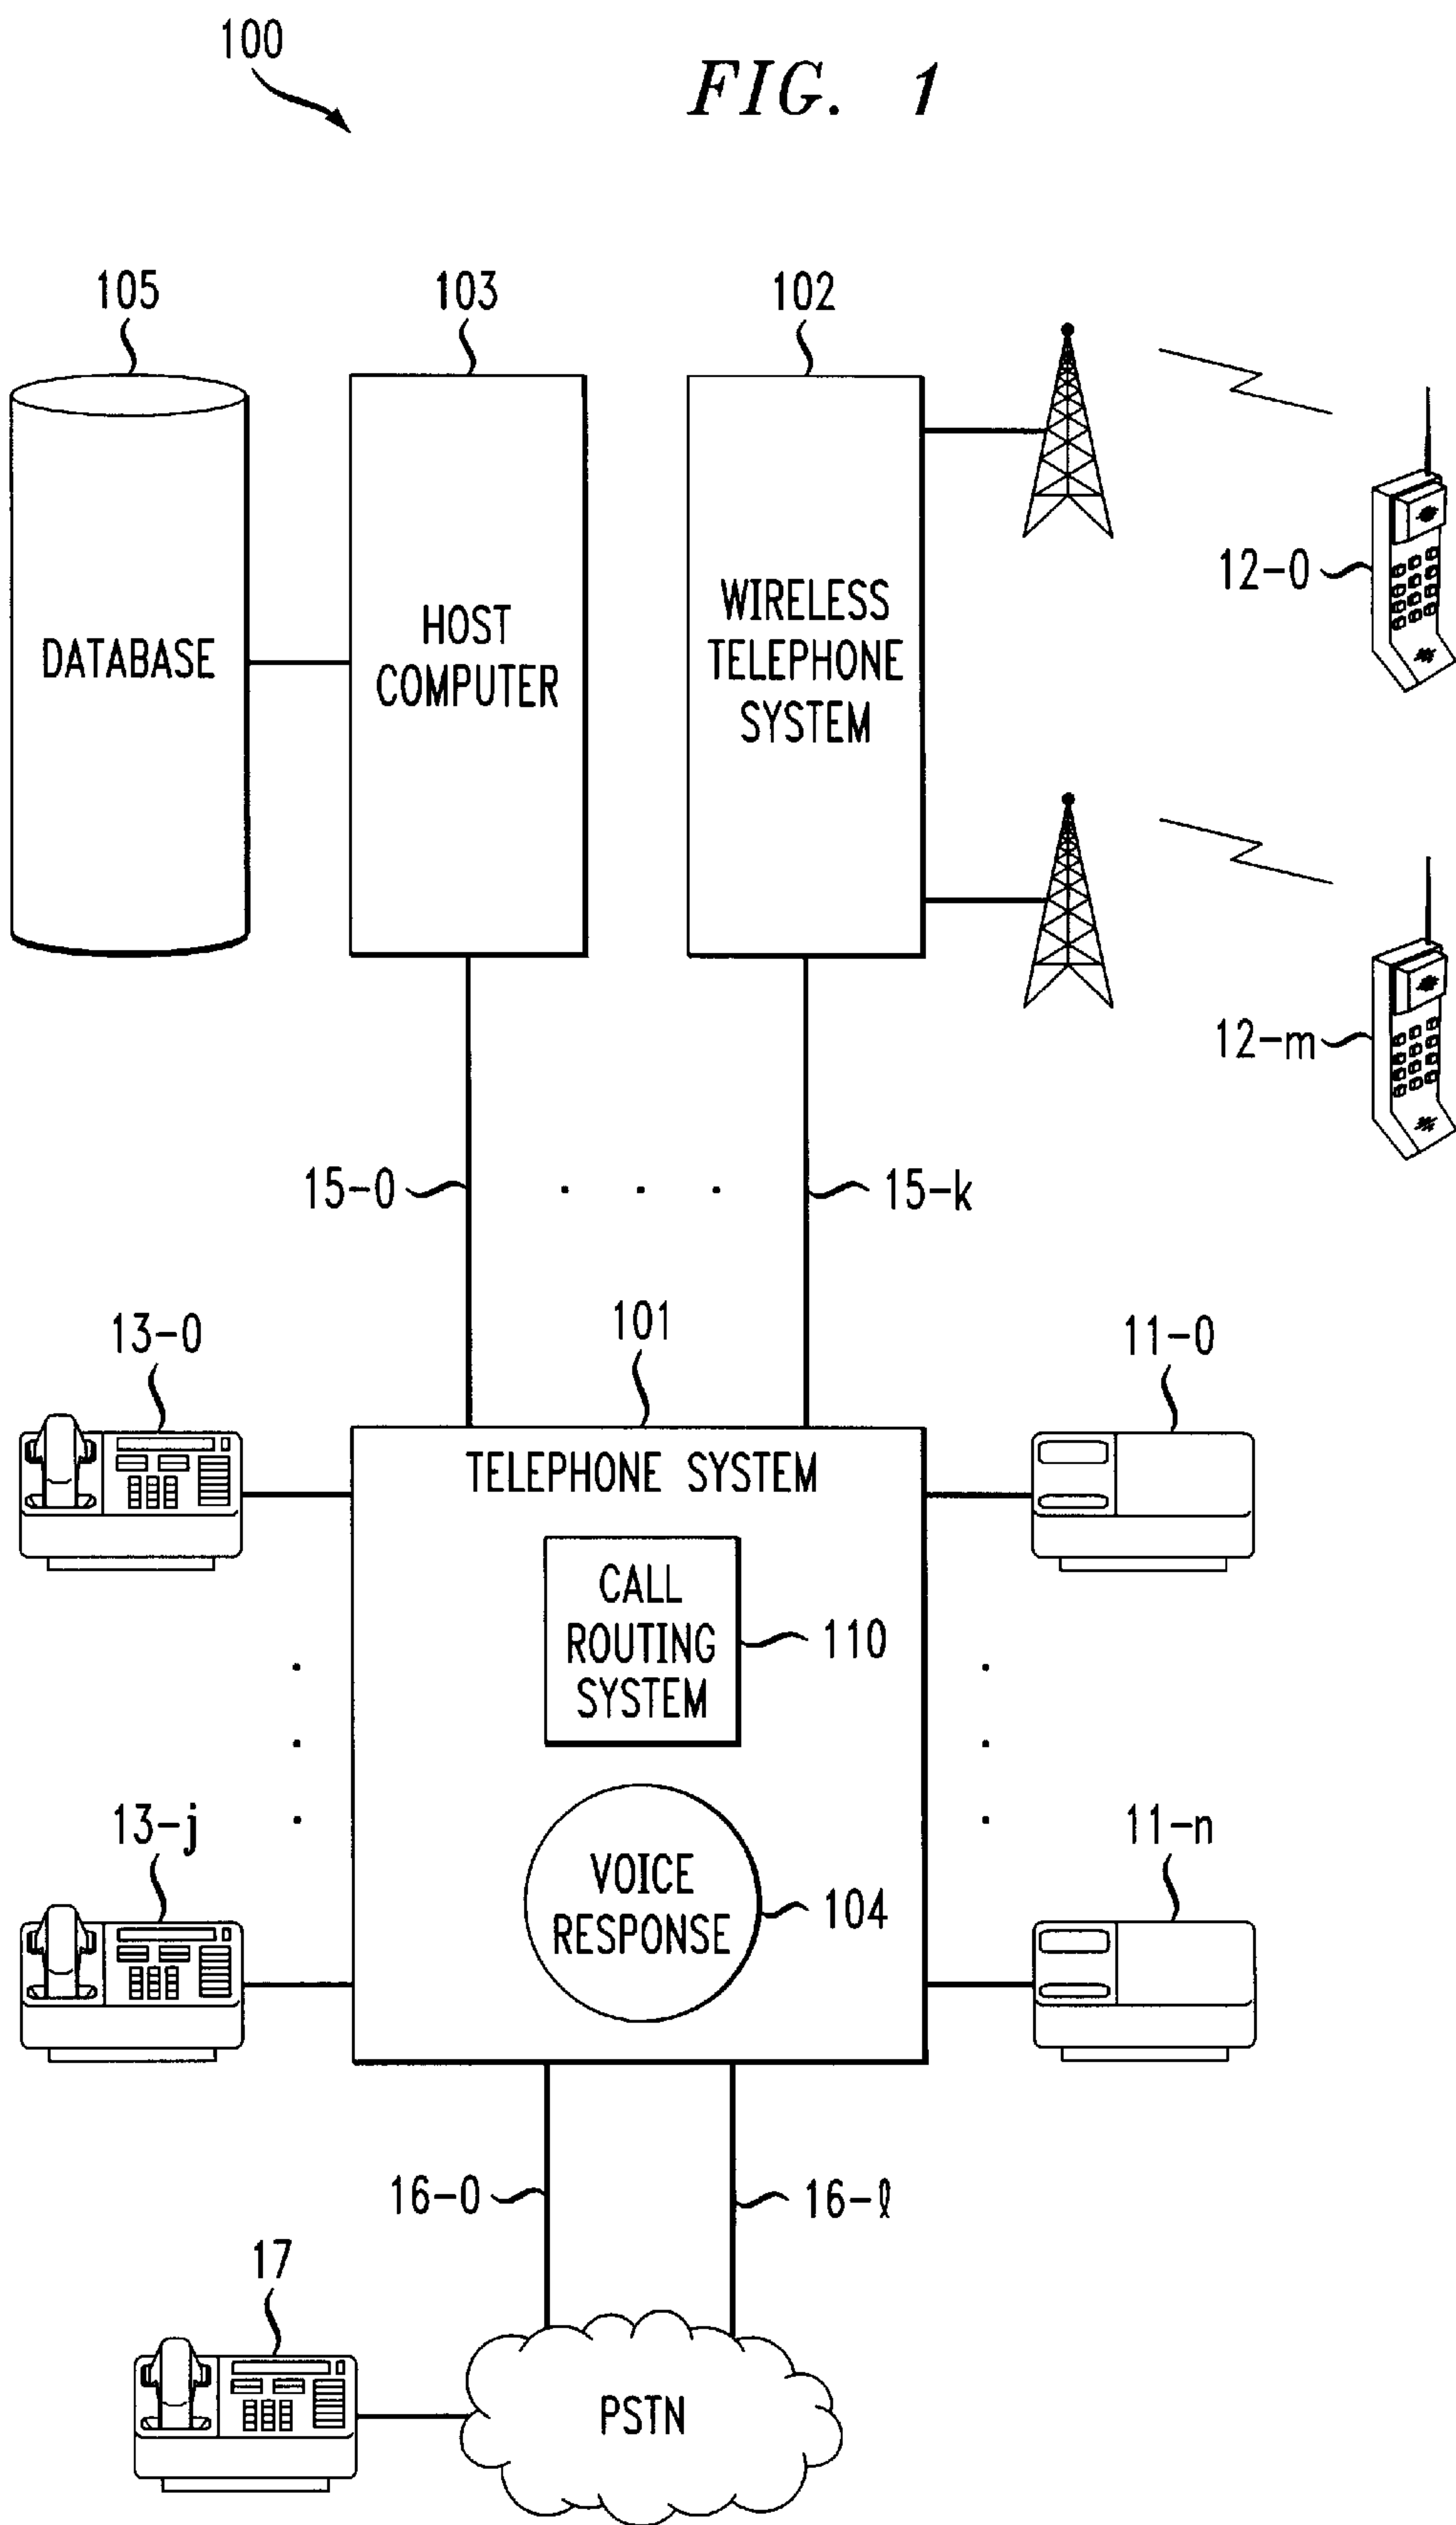 100
FIG. 1
105
103
102
DATABASE
HOST
COMPUTER
WIRELESS
TELEPHONE
SYSTEM
12-0
12-m
15-0
. . .
15-k
13-0
101
11-0
TELEPHONE SYSTEM
CALL
ROUTING
SYSTEM
110
13-j
11-n
VOICE
RESPONSE
104
16-0
16-ℓ
17
PSTN